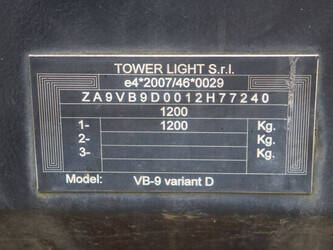 TOWER LIGHT S.r.l.
e4*2007/46*0029
ZA9VB9D0012H77240
1200
1- 1200 Kg.
2- Kg.
3- Kg.
Model: VB-9 variant D